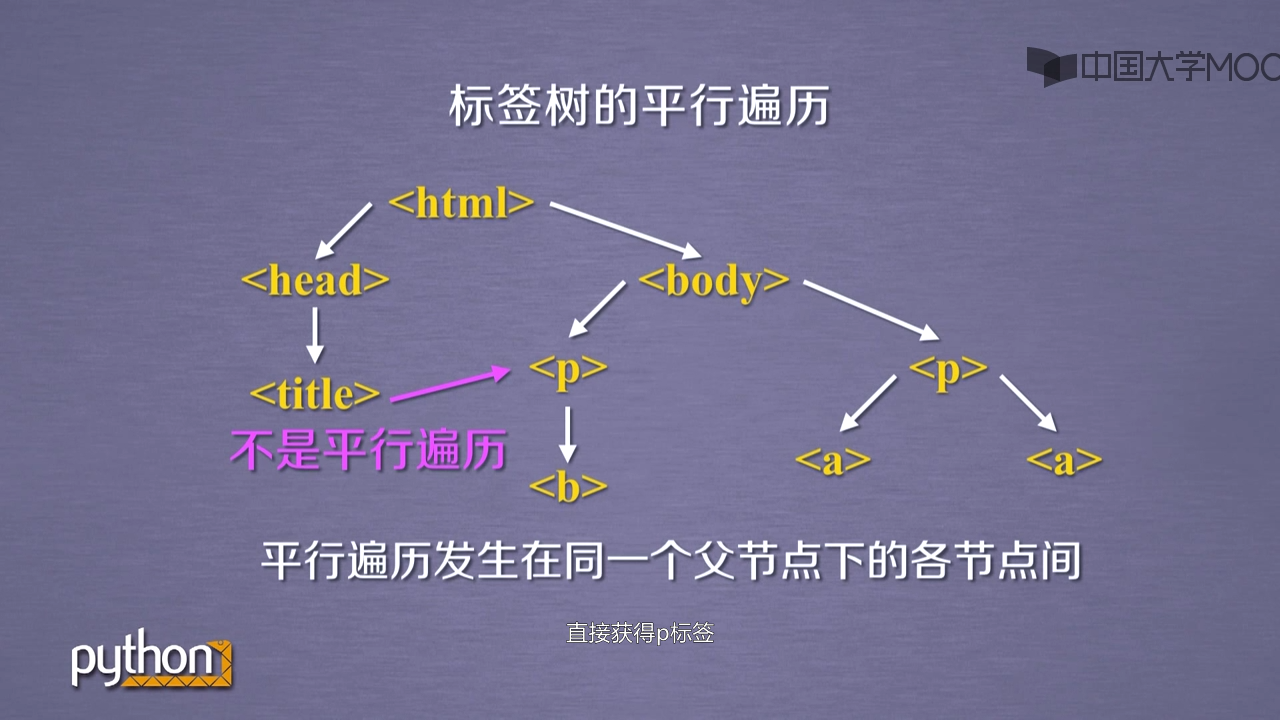 中国大学MOO
标签树的平行遍历
<html>
<head> <body>
<title> <p> <p>
不是平行遍历
<b> <a> <a>
平行遍历发生在同一个父节点下的各节点间
直接获得p标签
python